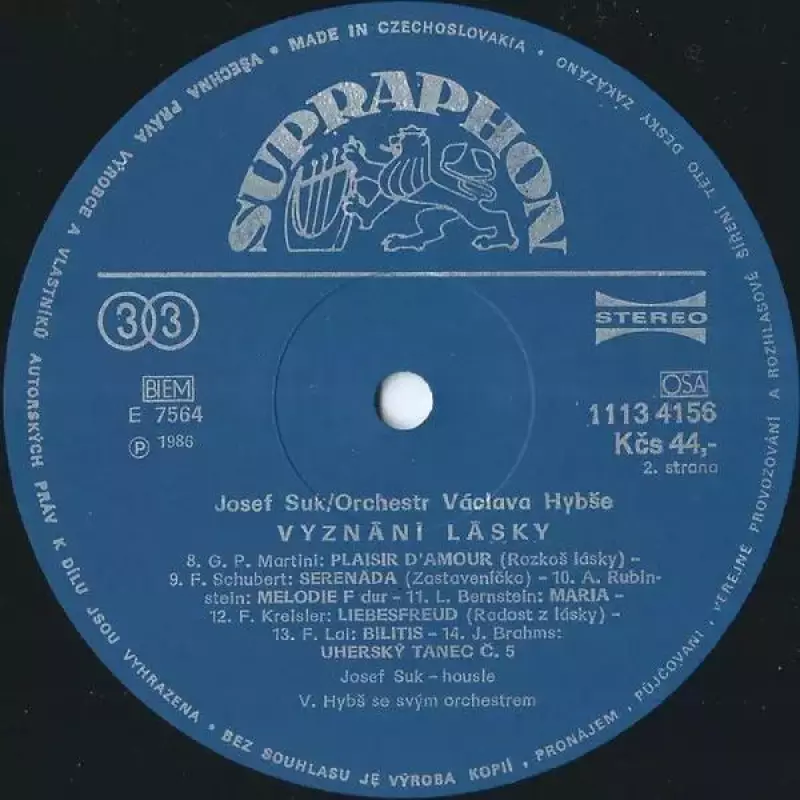 VŠECHNA PRÁVA VÝROBCE A VLASTNÍKŮ AUTORSKÝCH PRÁV K DÍLU JSOU VYHRAZENA • BEZ SOUHLASU JE VÝROBA KOPIÍ, PRONÁJEM, PŮJČOVÁNÍ, VEŘEJNÉ PROVOZOVÁNÍ A ROZHLASOVÉ ŠÍŘENÍ TÉTO DESKY ZAKÁZÁNO • MADE IN CZECHOSLOVAKIA •
SUPRAPHON
33
STEREO
BIEM
OSA
E 7564
1113 4156
Ⓟ 1986
Kčs 44,-
2. strana
Josef Suk/Orchestr Václava Hybše
VYZNÁNÍ LÁSKY
8. G. P. Martini: PLAISIR D'AMOUR (Rozkoš lásky) –
9. F. Schubert: SERENÁDA (Zastaveníčko) – 10. A. Rubin-
stein: MELODIE F dur – 11. L. Bernstein: MARIA –
12. F. Kreisler: LIEBESFREUD (Radost z lásky) –
13. F. Lai: BILITIS – 14. J. Brahms:
UHERSKÝ TANEC Č. 5
Josef Suk – housle
V. Hybš se svým orchestrem